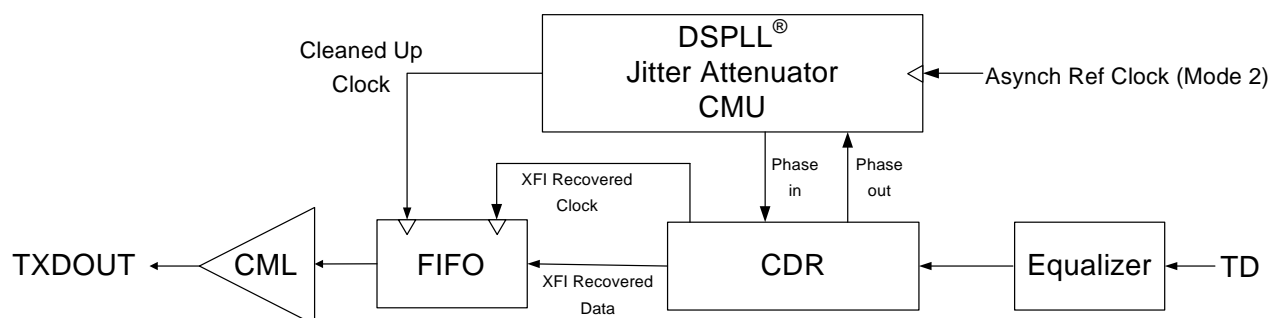 DSPLL®
Jitter Attenuator
CMU
Cleaned Up
Clock
Asynch Ref Clock (Mode 2)
Phase
in
Phase
out
XFI Recovered
Clock
TXDOUT
CML
FIFO
XFI Recovered
Data
CDR
Equalizer
TD